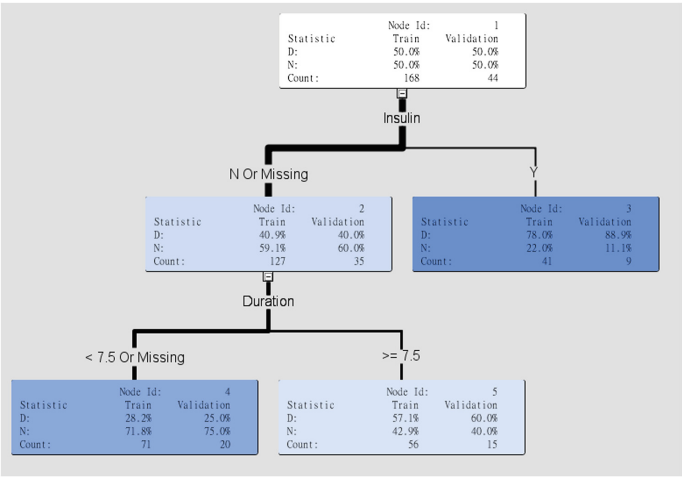 Node Id: 1
Statistic Train Validation
D: 50.0% 50.0%
N: 50.0% 50.0%
Count: 168 44
Insulin
N Or Missing
Y
Node Id: 2
Statistic Train Validation
D: 40.9% 40.0%
N: 59.1% 60.0%
Count: 127 35
Node Id: 3
Statistic Train Validation
D: 78.0% 88.9%
N: 22.0% 11.1%
Count: 41 9
Duration
< 7.5 Or Missing
>= 7.5
Node Id: 4
Statistic Train Validation
D: 28.2% 25.0%
N: 71.8% 75.0%
Count: 71 20
Node Id: 5
Statistic Train Validation
D: 57.1% 60.0%
N: 42.9% 40.0%
Count: 56 15